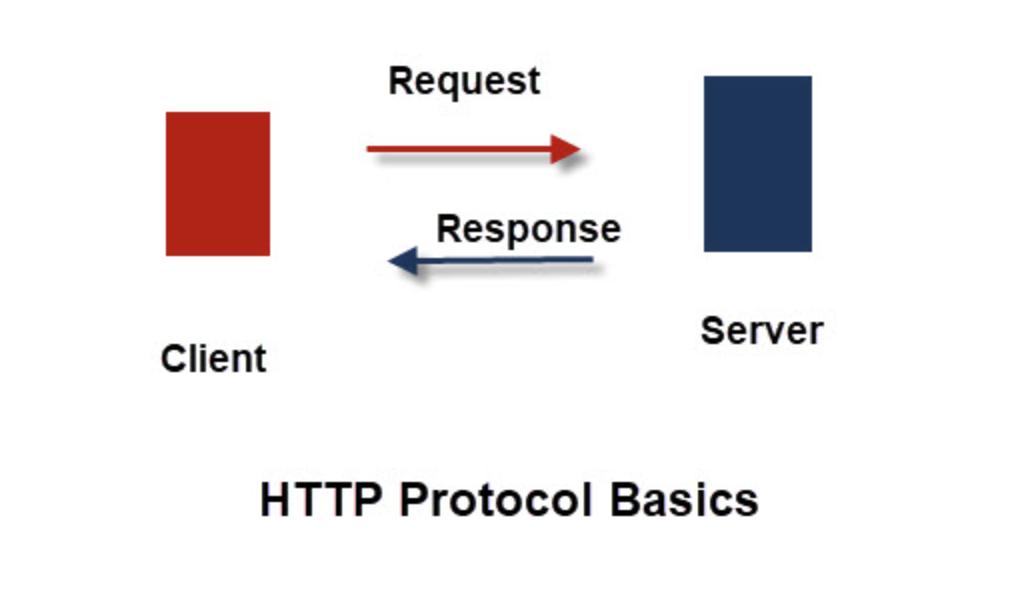 Request
Response
Server
Client
HTTP Protocol Basics